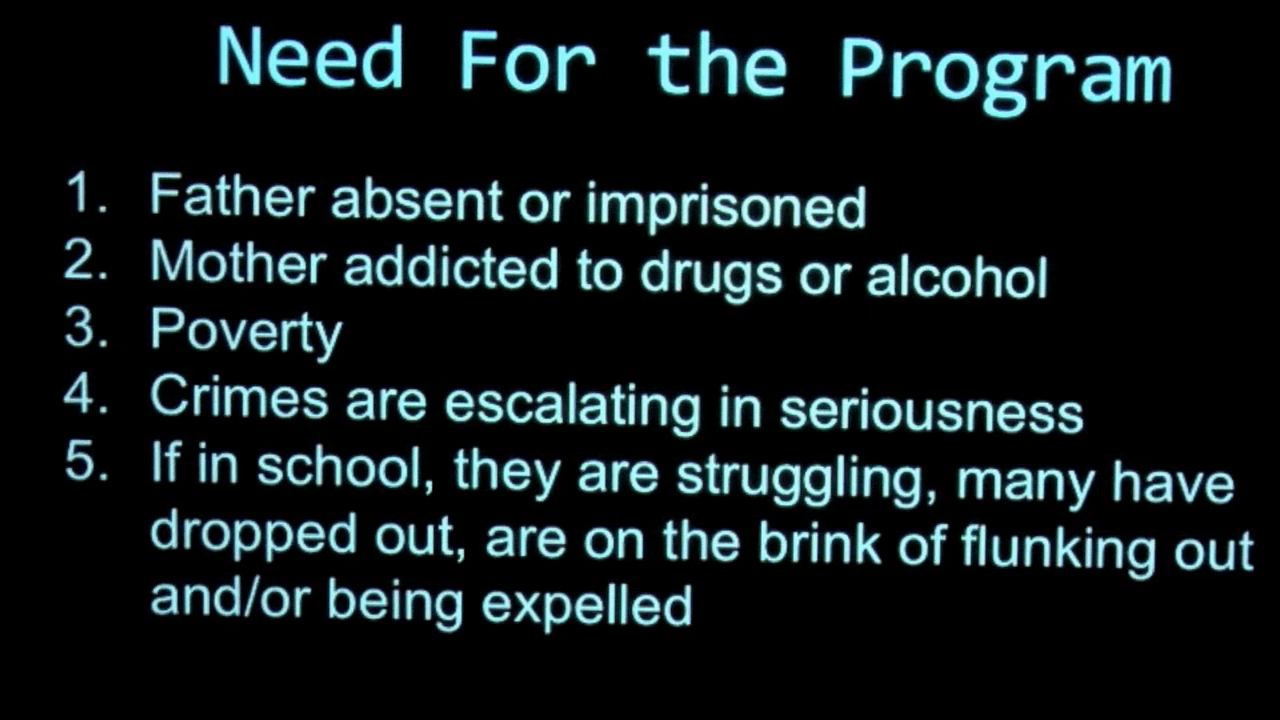 Need For the Program
1. Father absent or imprisoned
2. Mother addicted to drugs or alcohol
3. Poverty
4. Crimes are escalating in seriousness
5. If in school, they are struggling, many have
dropped out, are on the brink of flunking out
and/or being expelled